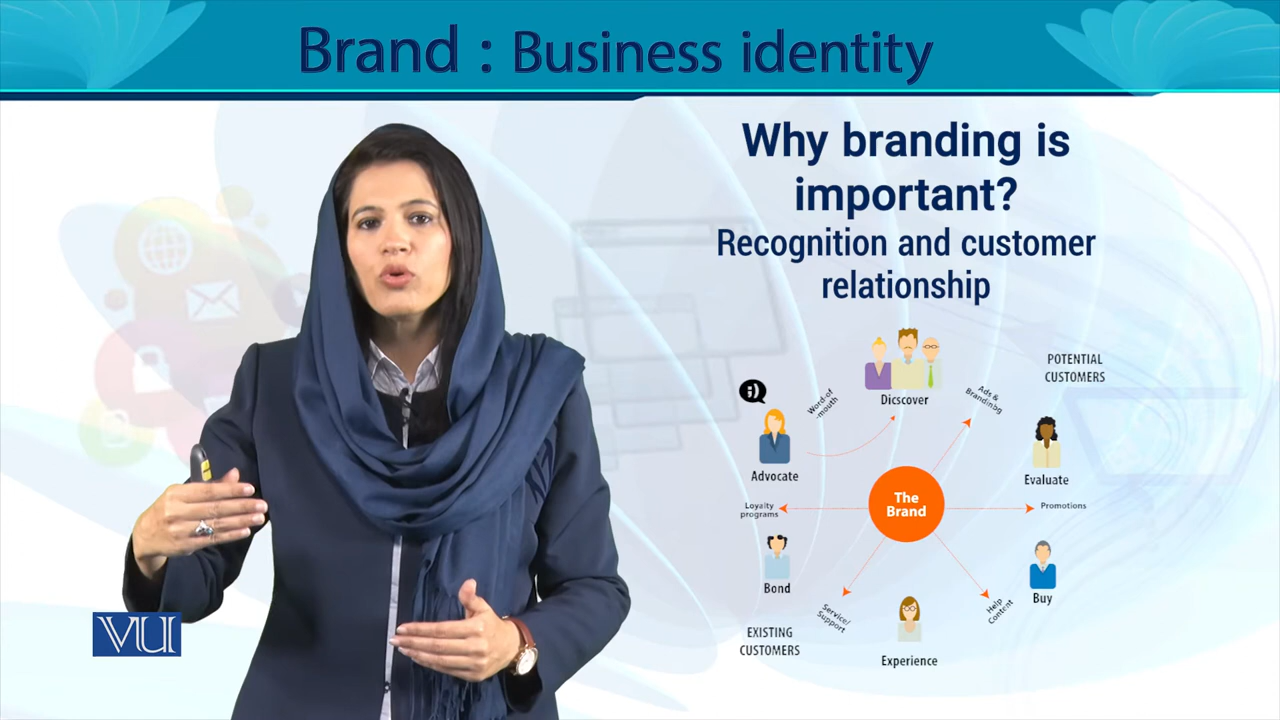 Brand : Business identity
Why branding is
important?
Recognition and customer
relationship
POTENTIAL
CUSTOMERS
Dicscover
Word-of
-mouth
Ads &
Brandinbg
Advocate
Evaluate
The
Brand
Loyalty
programs
Promotions
Bond
Buy
Service/
Support
Help
Content
EXISTING
CUSTOMERS
Experience
VU